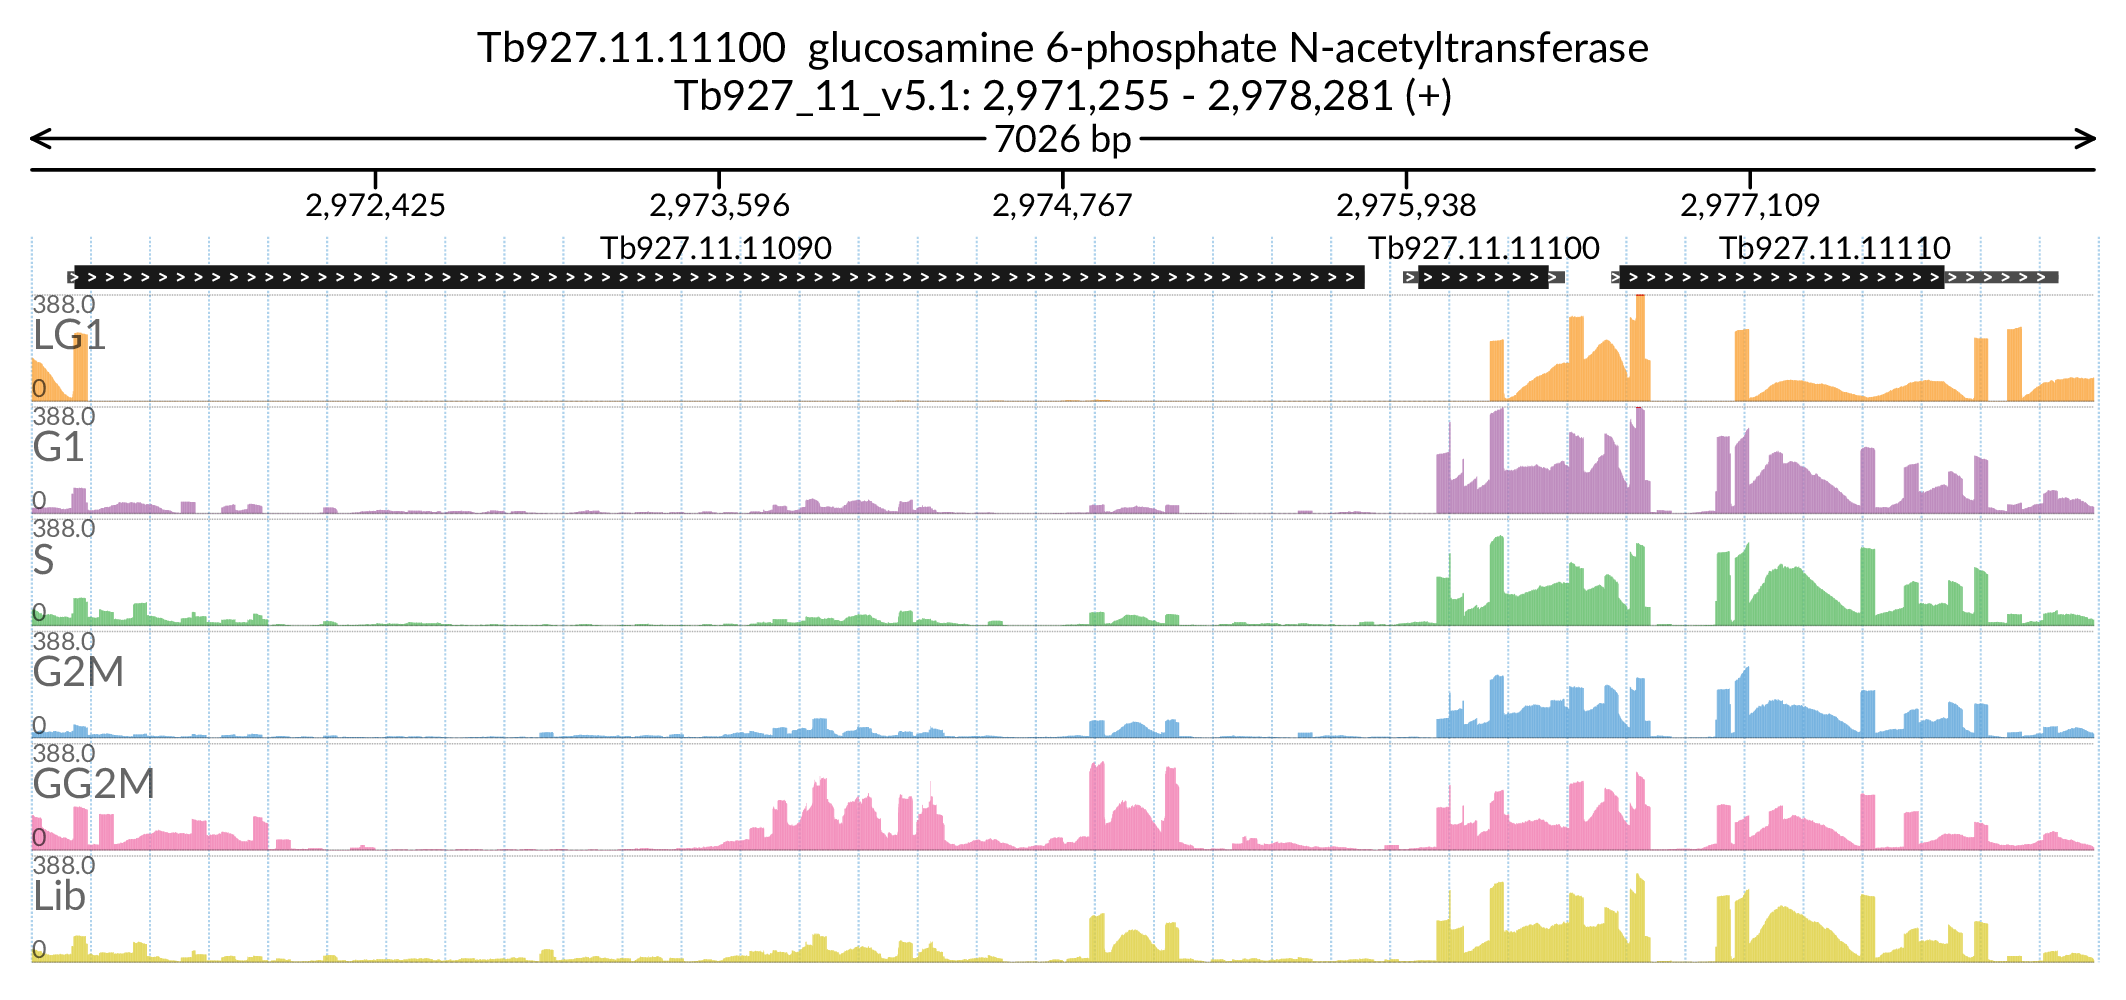 Tb927.11.11100  glucosamine 6-phosphate N-acetyltransferase
Tb927_11_v5.1: 2,971,255 - 2,978,281 (+)
7026 bp
2,972,425 2,973,596 2,974,767 2,975,938 2,977,109
Tb927.11.11090 Tb927.11.11100 Tb927.11.11110
388.0
LG1
0
388.0
G1
0
388.0
S
0
388.0
G2M
0
388.0
GG2M
0
388.0
Lib
0